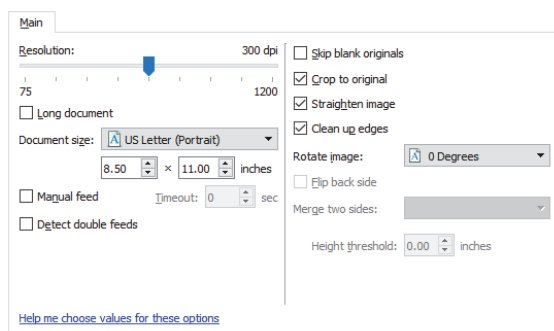 Main
Resolution: 300 dpi
75 1200
Long document
Document size: A US Letter (Portrait)
8.50 × 11.00 inches
Manual feed Timeout: 0 sec
Detect double feeds
Help me choose values for these options
Skip blank originals
Crop to original
Straighten image
Clean up edges
Rotate image: A 0 Degrees
Flip back side
Merge two sides:
Height threshold: 0.00 inches